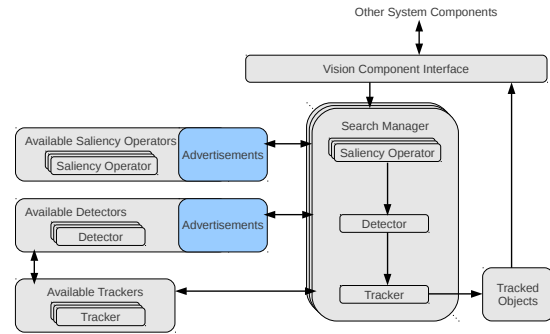 Other System Components
Vision Component Interface
Search Manager
Saliency Operator
Detector
Tracker
Available Saliency Operators
Saliency Operator
Advertisements
Available Detectors
Detector
Advertisements
Available Trackers
Tracker
Tracked
Objects